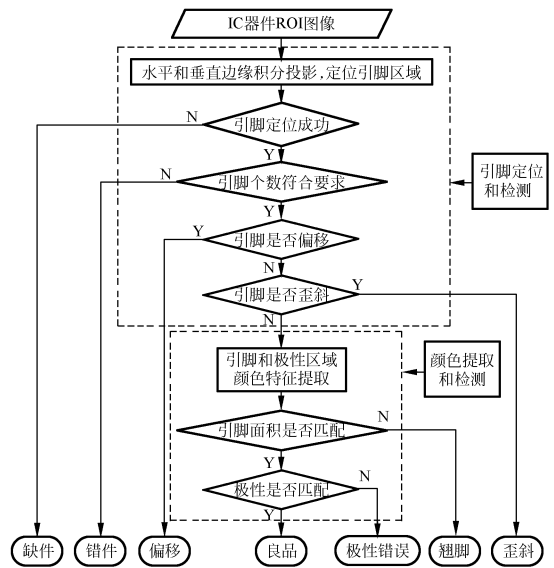 IC器件ROI图像
水平和垂直边缘积分投影,定位引脚区域
N
引脚定位成功
Y
N
引脚个数符合要求
引脚定位
和检测
Y
Y
引脚是否偏移
N
Y
引脚是否歪斜
N
引脚和极性区域
颜色特征提取
颜色提取
和检测
N
引脚面积是否匹配
Y
N
极性是否匹配
Y
缺件
错件
偏移
良品
极性错误
翘脚
歪斜